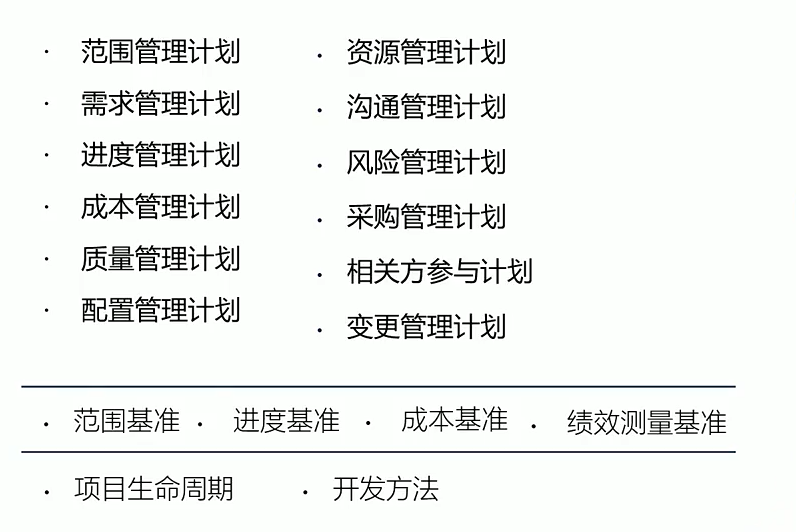 · 范围管理计划
· 需求管理计划
· 进度管理计划
· 成本管理计划
· 质量管理计划
· 配置管理计划
· 资源管理计划
· 沟通管理计划
· 风险管理计划
· 采购管理计划
· 相关方参与计划
· 变更管理计划
· 范围基准 · 进度基准 · 成本基准 · 绩效测量基准
· 项目生命周期 · 开发方法